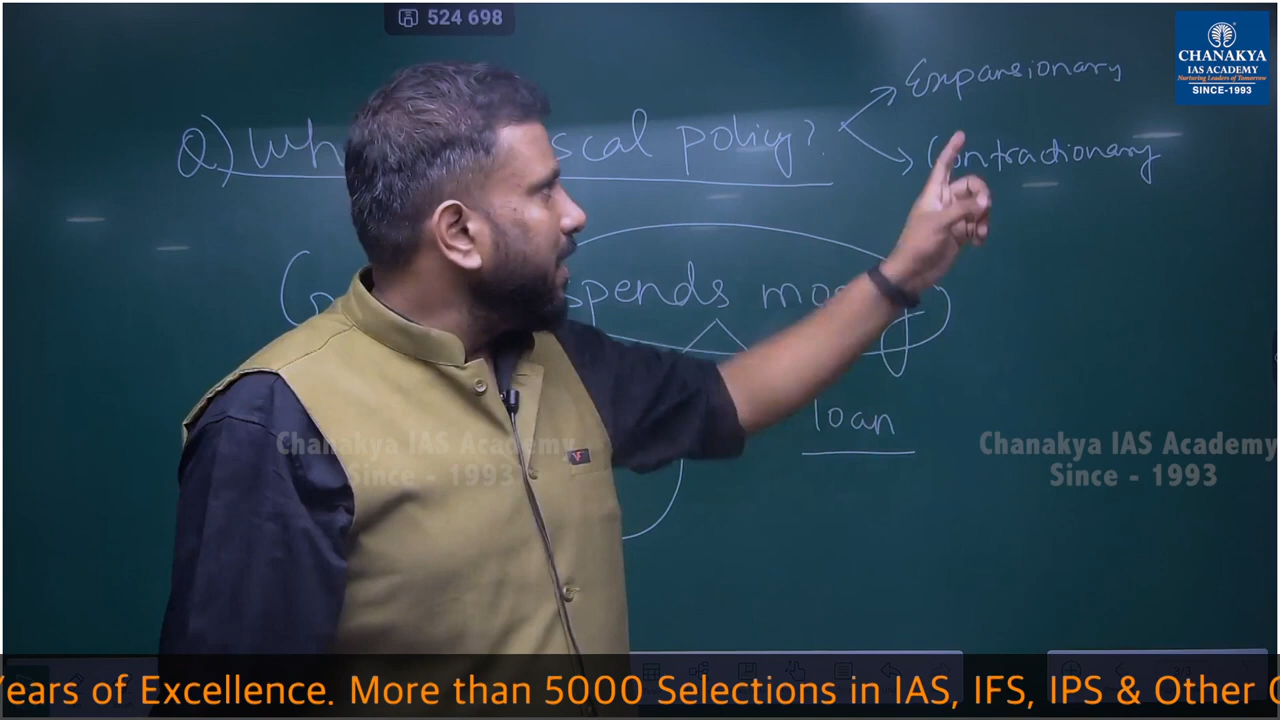 524 698
CHANAKYA
IAS ACADEMY
Nurturing Leaders of Tomorrow
SINCE-1993
Expansionary
Q) Wh scal policy?
Contractionary
spends mo
loan
Chanakya IAS Academy
Since - 1993
Chanakya IAS Academy
Since - 1993
Years of Excellence. More than 5000 Selections in IAS, IFS, IPS & Other